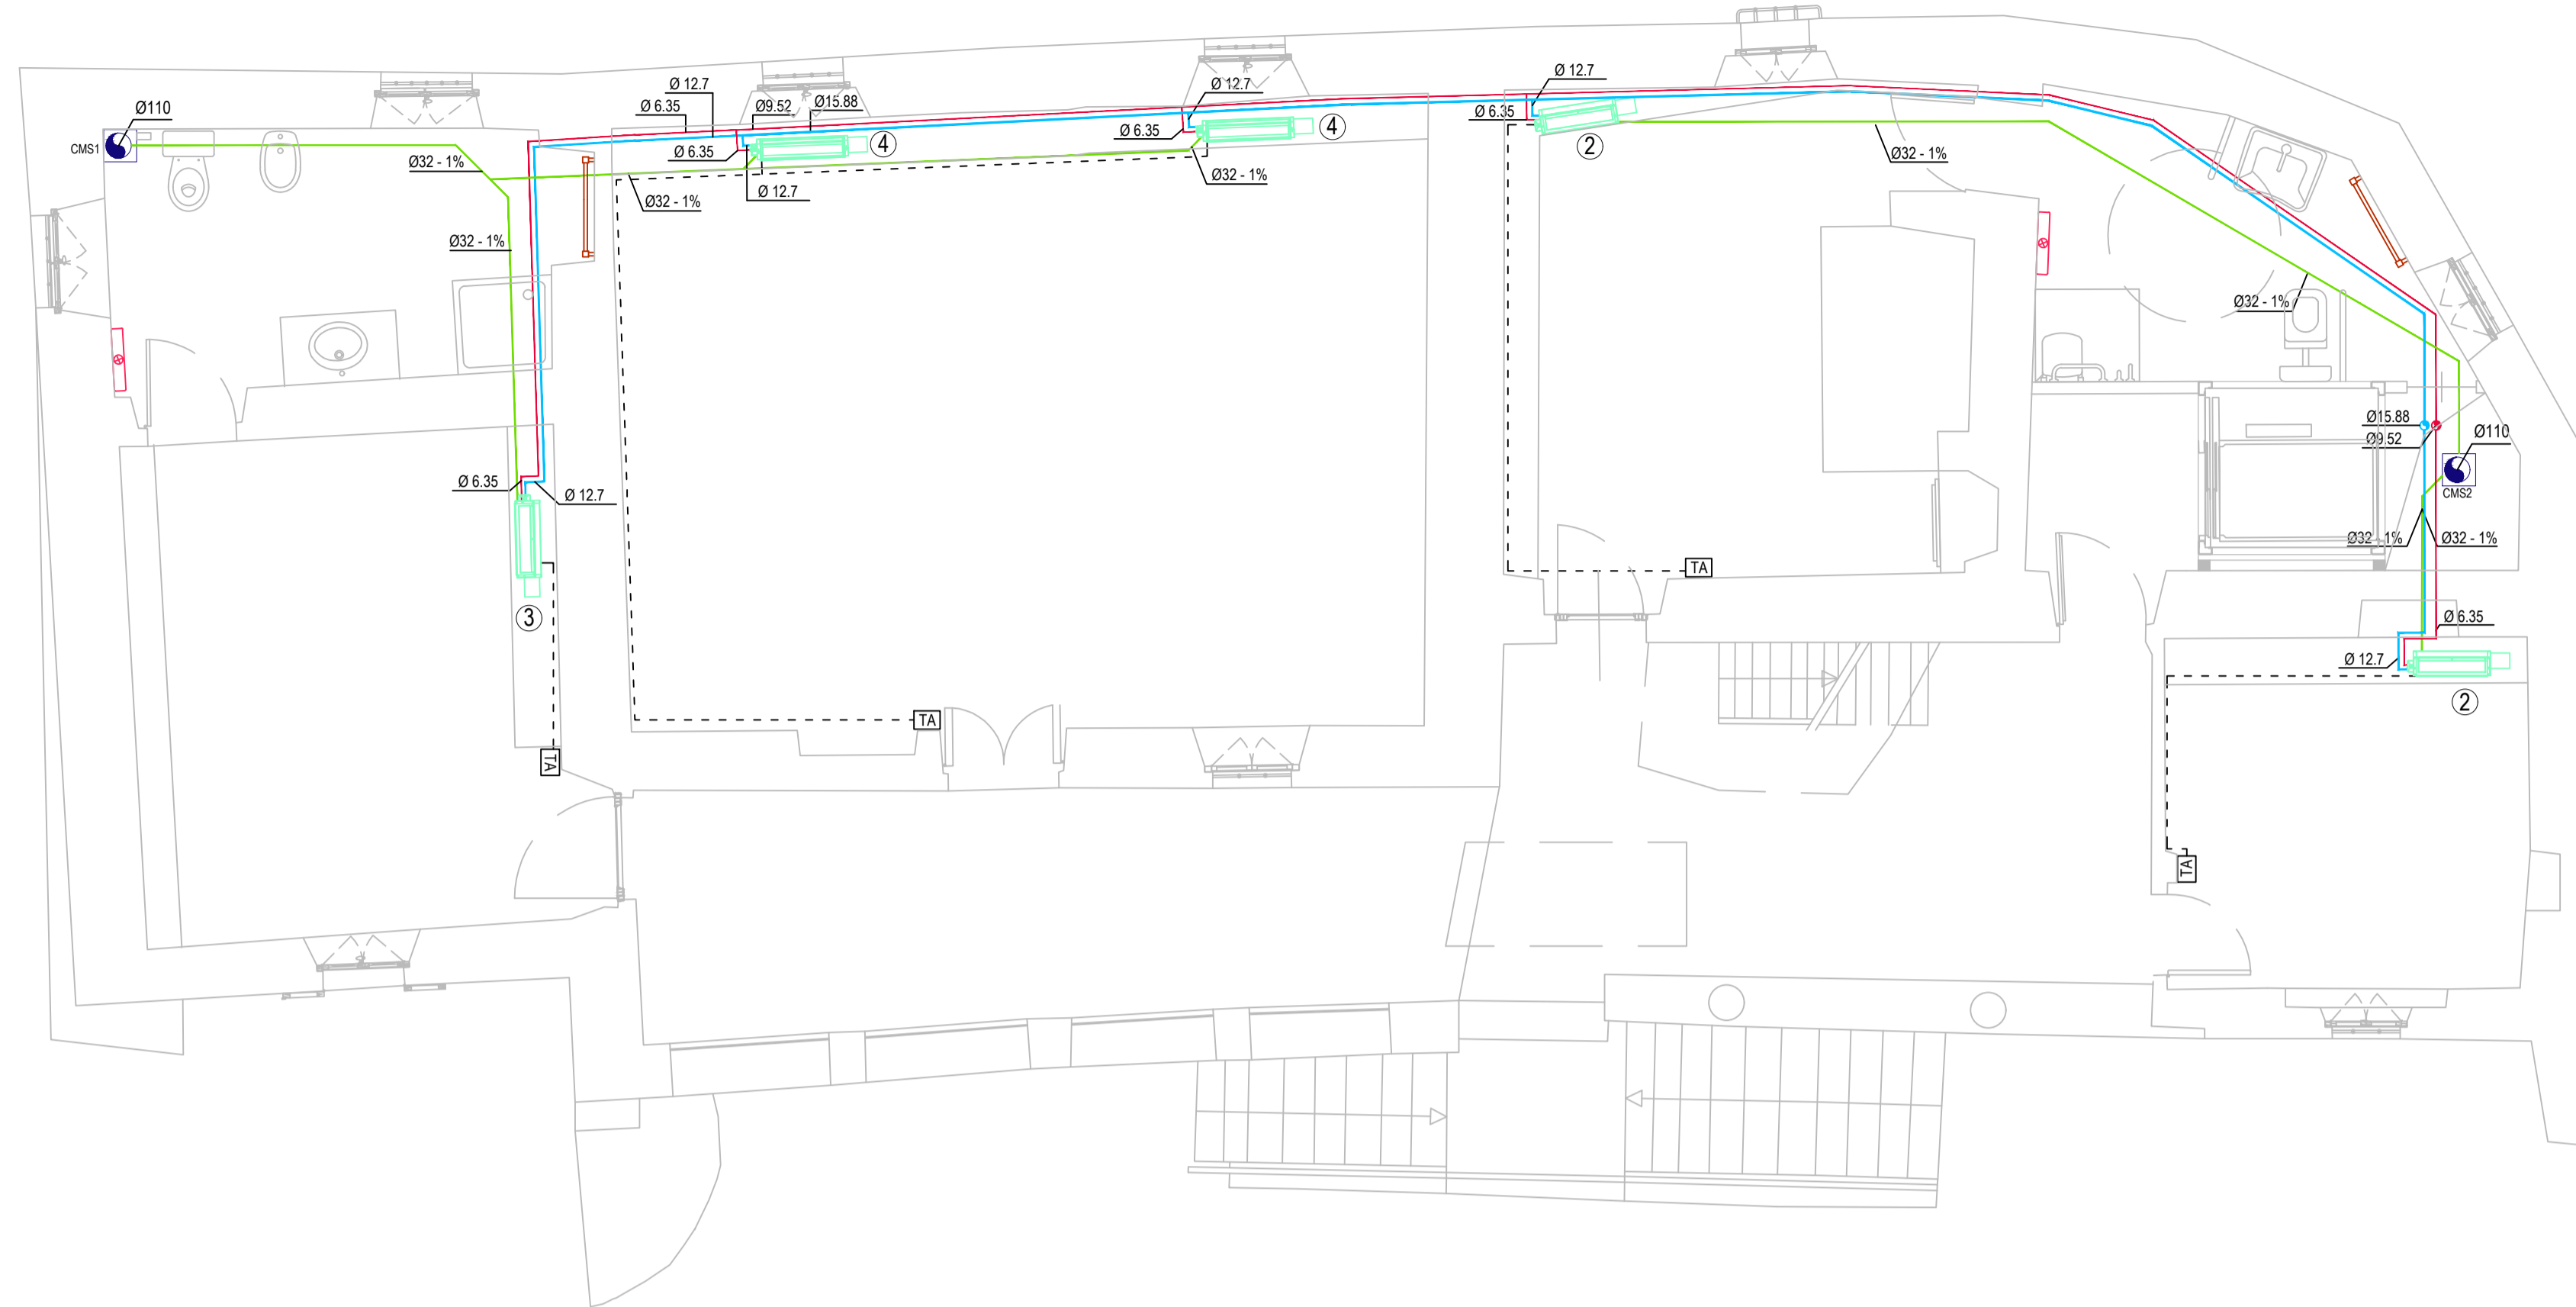 Ø110
CMS1
Ø 12.7
Ø 6.35
Ø9.52
Ø15.88
Ø 6.35
Ø 12.7
④
Ø 12.7
Ø 6.35
④
Ø32 - 1%
Ø 12.7
Ø 6.35
②
Ø32 - 1%
Ø32 - 1%
Ø32 - 1%
Ø32 - 1%
Ø32 - 1%
Ø15.88
Ø9.52
Ø110
CMS2
Ø32 - 1%
Ø32 - 1%
Ø 6.35
Ø 12.7
③
TA
TA
TA
Ø 6.35
Ø 12.7
②
TA